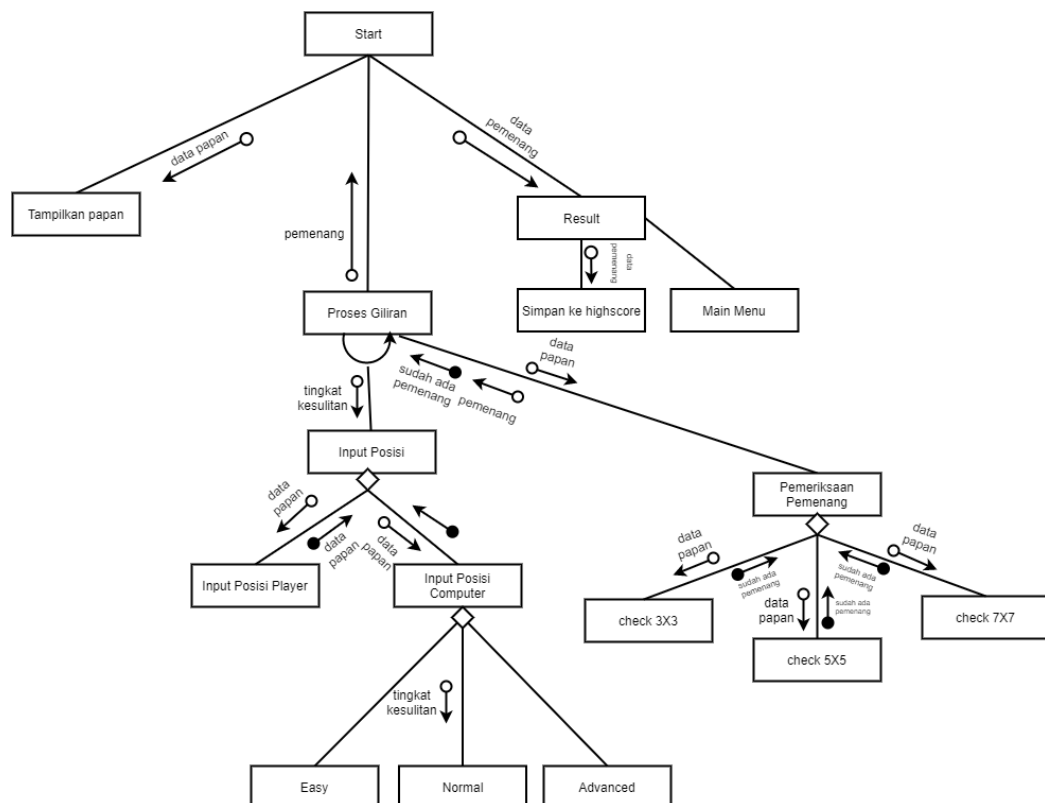 Start
data papan
data
pemenang
Tampilkan papan
Result
pemenang
data
pemenang
Proses Giliran
Simpan ke highscore
Main Menu
data
papan
sudah ada
pemenang
pemenang
tingkat
kesulitan
Input Posisi
Pemeriksaan
Pemenang
data
papan
data
papan
data
papan
data
papan
sudah ada
pemenang
sudah ada
pemenang
data
papan
Input Posisi Player
Input Posisi
Computer
data
papan
sudah ada
pemenang
check 3X3
check 7X7
check 5X5
tingkat
kesulitan
Easy
Normal
Advanced